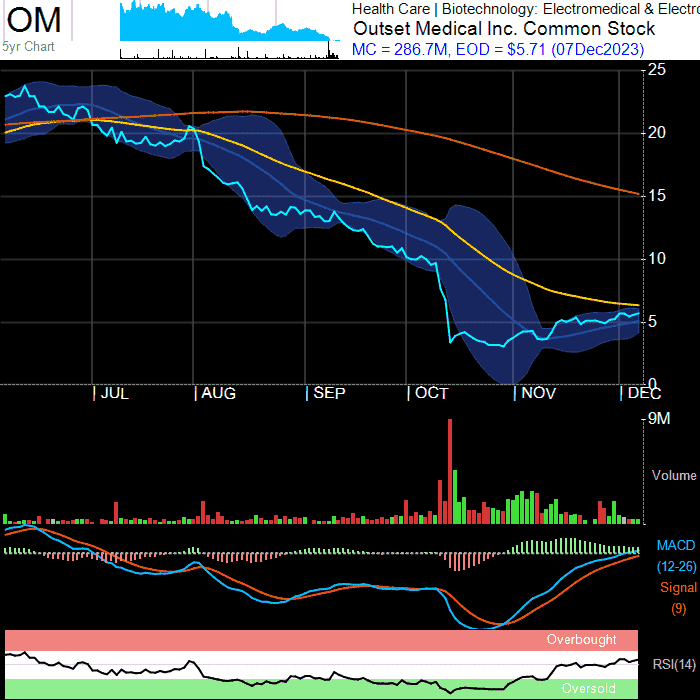 OM
5yr Chart
Health Care | Biotechnology: Electromedical & Electro
Outset Medical Inc. Common Stock
MC = 286.7M, EOD = $5.71 (07Dec2023)
25
20
15
10
5
0
| JUL | AUG | SEP | OCT | NOV | DEC
9M
Volume
MACD
(12-26)
Signal
(9)
Overbought
RSI(14)
Oversold